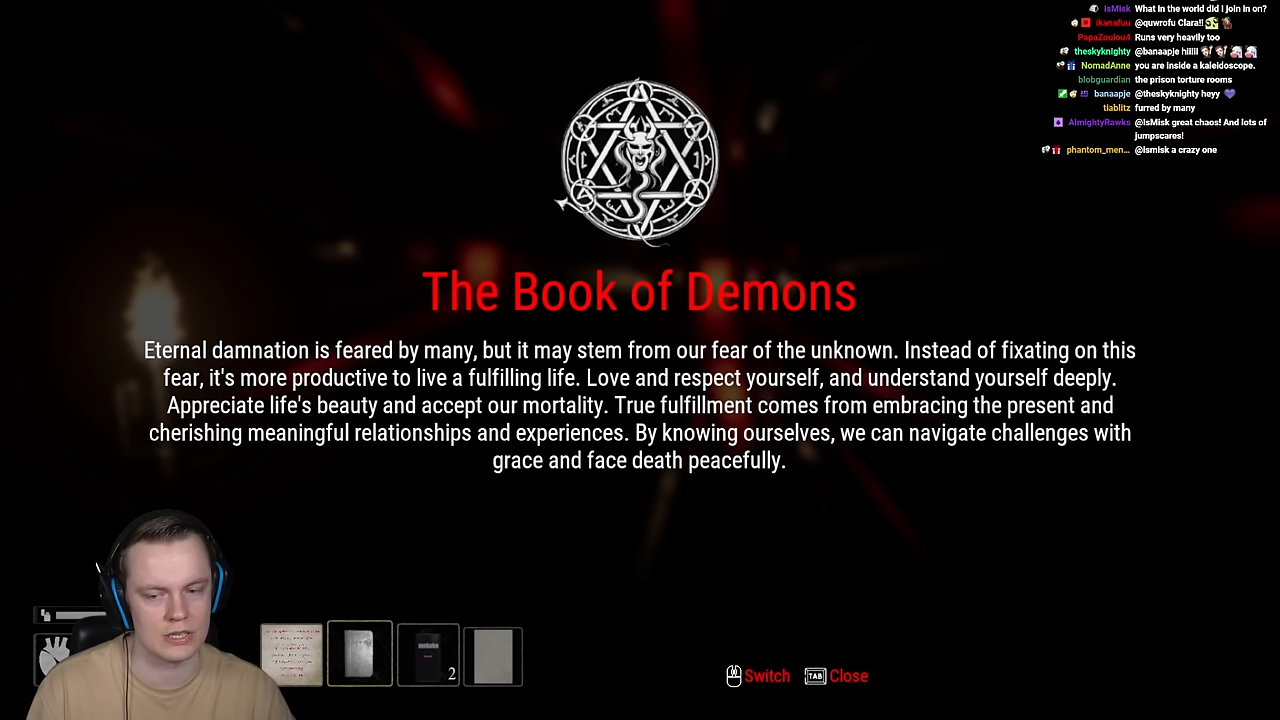 IsMisk What in the world did I join in on?
ikanafuu @quwrofu Clara!!
PapaZoulou4 Runs very heavily too
theskyknighty @banaapje hiiiii
NomadAnne you are inside a kaleidoscope.
blobguardian the prison torture rooms
banaapje @theskyknighty heyy
tlablitz furred by many
AlmightyRawks @IsMisk great chaos! And lots of
jumpscares!
phantom_men... @ismisk a crazy one
The Book of Demons
Eternal damnation is feared by many, but it may stem from our fear of the unknown. Instead of fixating on this
fear, it's more productive to live a fulfilling life. Love and respect yourself, and understand yourself deeply.
Appreciate life's beauty and accept our mortality. True fulfillment comes from embracing the present and
cherishing meaningful relationships and experiences. By knowing ourselves, we can navigate challenges with
grace and face death peacefully.
2
Switch
TAB Close